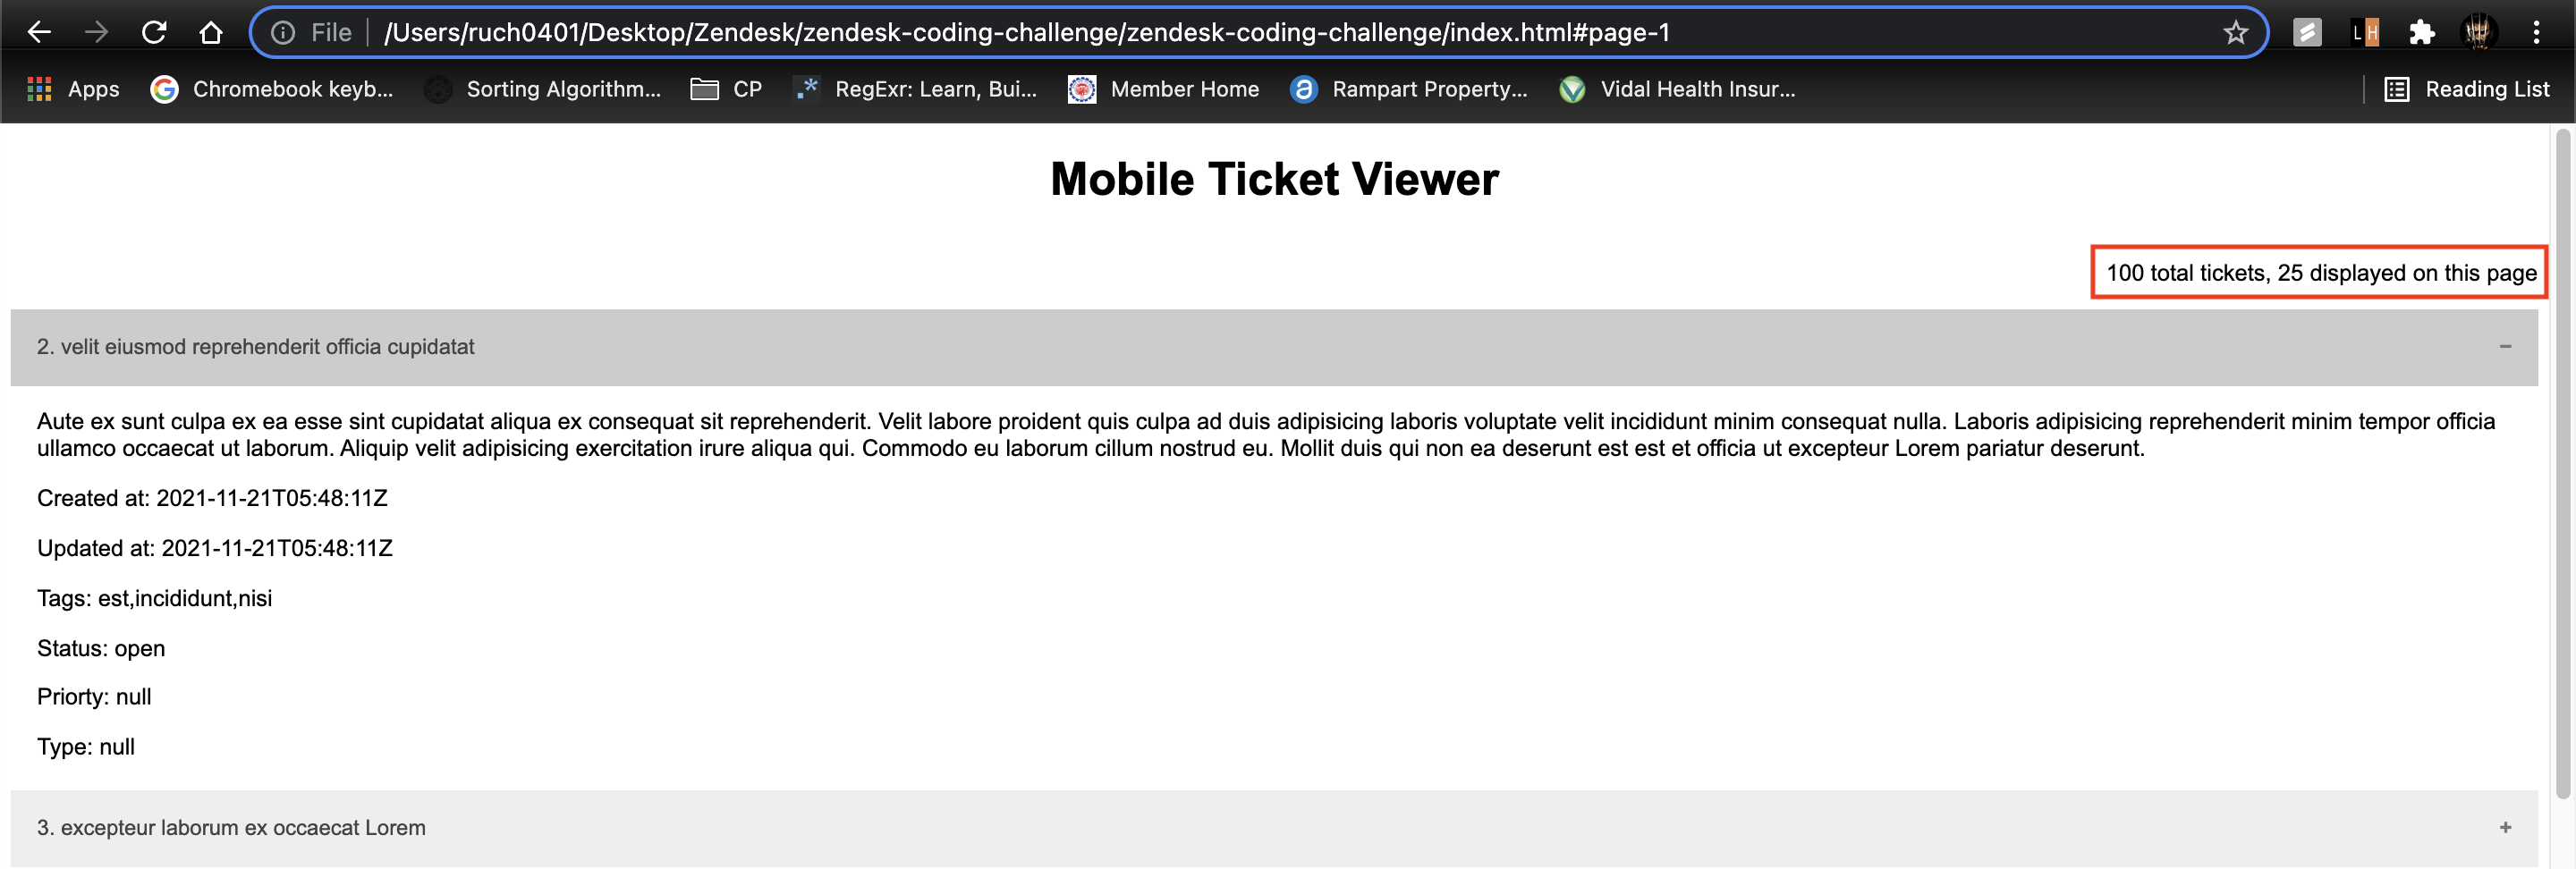 File /Users/ruch0401/Desktop/Zendesk/zendesk-coding-challenge/zendesk-coding-challenge/index.html#page-1
LH
Apps Chromebook keyb... Sorting Algorithm... CP RegExr: Learn, Bui... Member Home Rampart Property... Vidal Health Insur... Reading List
Mobile Ticket Viewer
100 total tickets, 25 displayed on this page
2. velit eiusmod reprehenderit officia cupidatat −
Aute ex sunt culpa ex ea esse sint cupidatat aliqua ex consequat sit reprehenderit. Velit labore proident quis culpa ad duis adipisicing laboris voluptate velit incididunt minim consequat nulla. Laboris adipisicing reprehenderit minim tempor officia
ullamco occaecat ut laborum. Aliquip velit adipisicing exercitation irure aliqua qui. Commodo eu laborum cillum nostrud eu. Mollit duis qui non ea deserunt est est et officia ut excepteur Lorem pariatur deserunt.
Created at: 2021-11-21T05:48:11Z
Updated at: 2021-11-21T05:48:11Z
Tags: est,incididunt,nisi
Status: open
Priorty: null
Type: null
3. excepteur laborum ex occaecat Lorem +